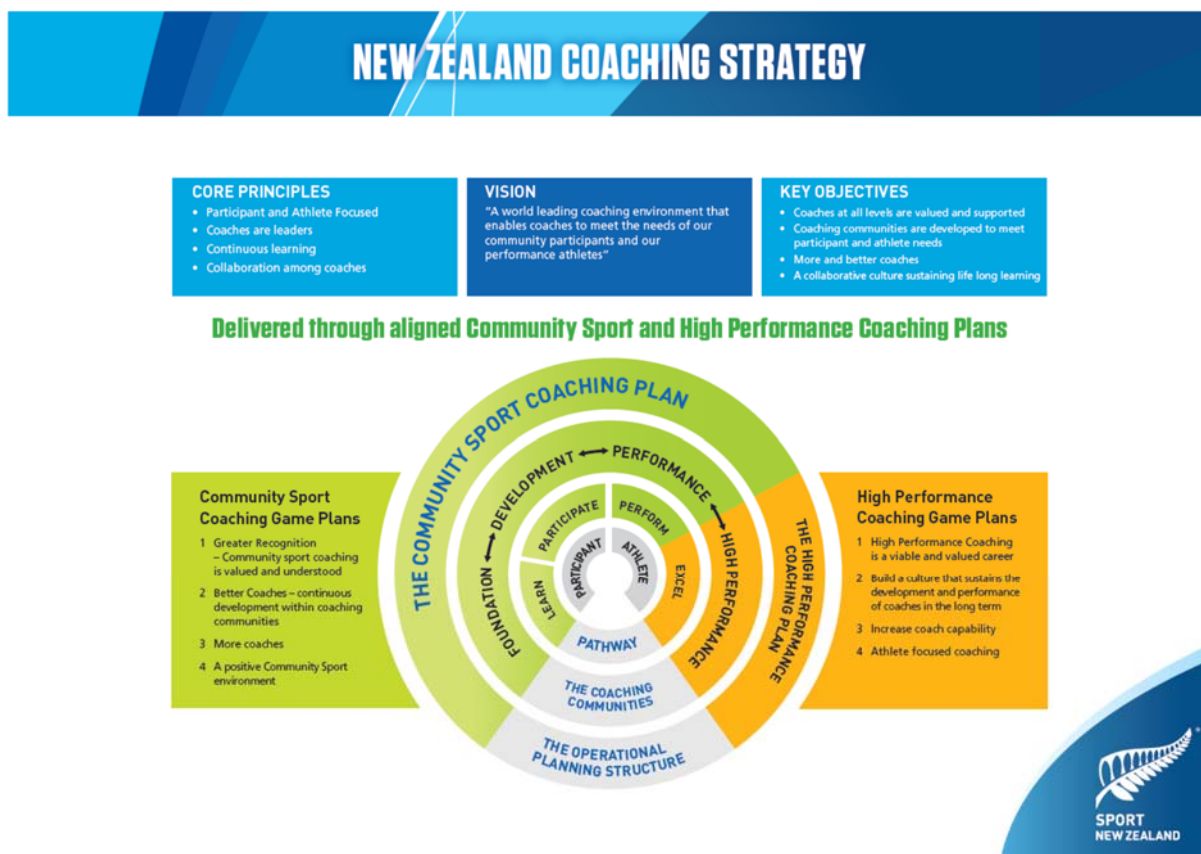 NEW ZEALAND COACHING STRATEGY
CORE PRINCIPLES
• Participant and Athlete Focused
• Coaches are leaders
• Continuous learning
• Collaboration among coaches
VISION
“A world leading coaching environment that
enables coaches to meet the needs of our
community participants and our
performance athletes”
KEY OBJECTIVES
• Coaches at all levels are valued and supported
• Coaching communities are developed to meet
participant and athlete needs
• More and better coaches
• A collaborative culture sustaining life long learning
Delivered through aligned Community Sport and High Performance Coaching Plans
Community Sport
Coaching Game Plans
1 Greater Recognition
– Community sport coaching
is valued and understood
2 Better Coaches – continuous
development within coaching
communities
3 More coaches
4 A positive Community Sport
environment
THE COMMUNITY SPORT COACHING PLAN
THE HIGH PERFORMANCE
COACHING PLAN
FOUNDATION
DEVELOPMENT
PERFORMANCE
HIGH PERFORMANCE
LEARN
PARTICIPATE
PERFORM
EXCEL
PARTICIPANT
ATHLETE
PATHWAY
THE COACHING
COMMUNITIES
THE OPERATIONAL
PLANNING STRUCTURE
High Performance
Coaching Game Plans
1 High Performance Coaching
is a viable and valued career
2 Build a culture that sustains the
development and performance
of coaches in the long term
3 Increase coach capability
4 Athlete focused coaching
SPORT
NEW ZEALAND